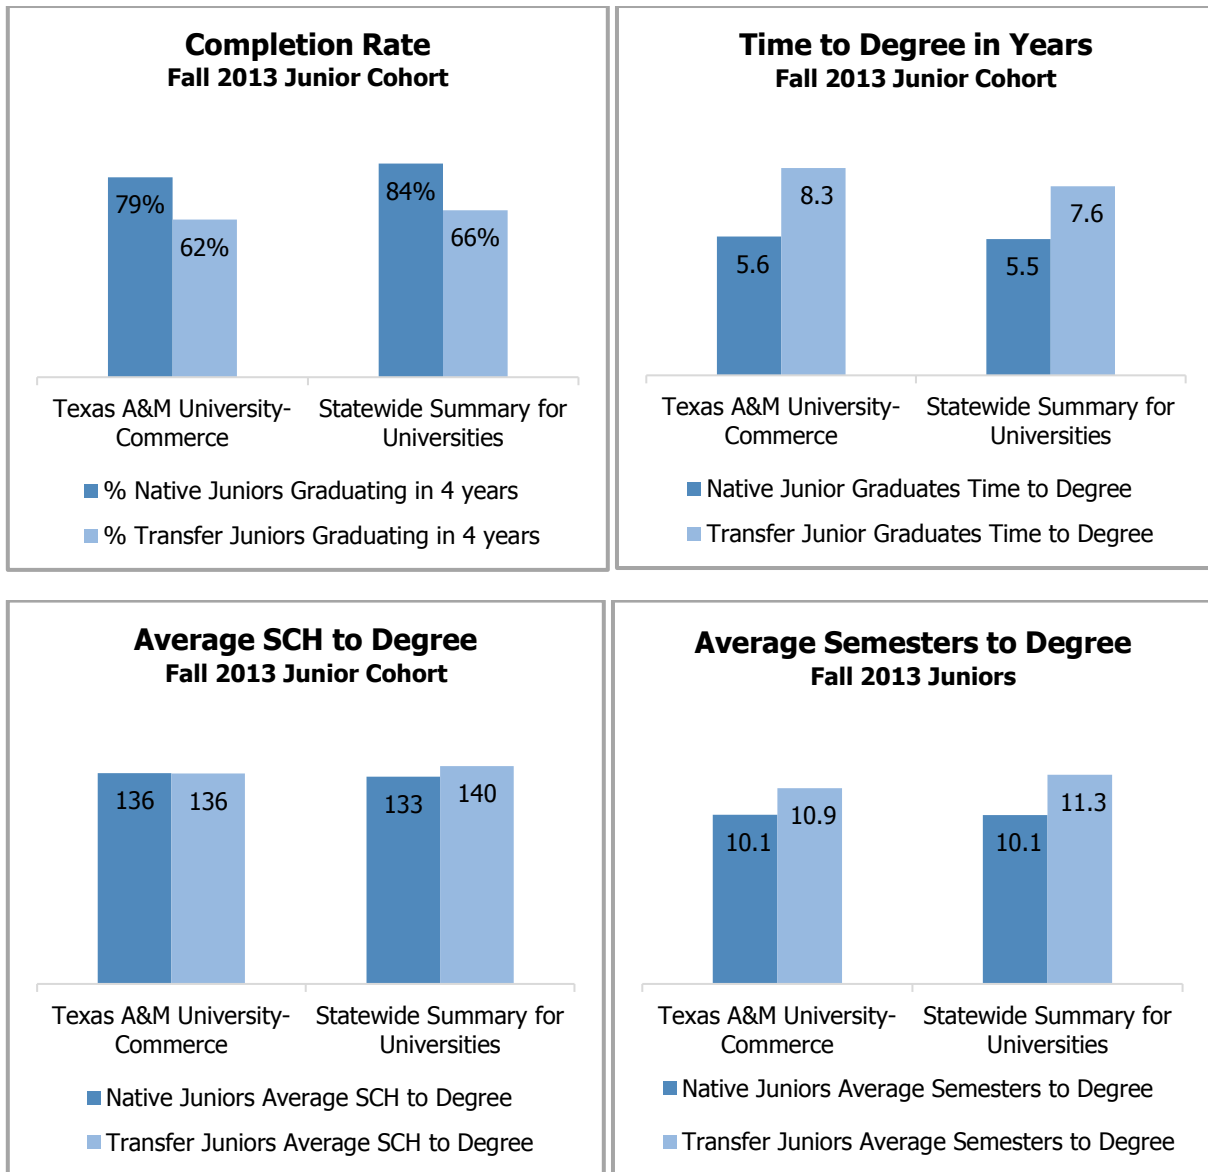 Completion Rate
Fall 2013 Junior Cohort
79%
62%
84%
66%
Texas A&M University-
Commerce
Statewide Summary for
Universities
% Native Juniors Graduating in 4 years
% Transfer Juniors Graduating in 4 years
Time to Degree in Years
Fall 2013 Junior Cohort
5.6
8.3
5.5
7.6
Texas A&M University-
Commerce
Statewide Summary for
Universities
Native Junior Graduates Time to Degree
Transfer Junior Graduates Time to Degree
Average SCH to Degree
Fall 2013 Junior Cohort
136
136
133
140
Texas A&M University-
Commerce
Statewide Summary for
Universities
Native Juniors Average SCH to Degree
Transfer Juniors Average SCH to Degree
Average Semesters to Degree
Fall 2013 Juniors
10.1
10.9
10.1
11.3
Texas A&M University-
Commerce
Statewide Summary for
Universities
Native Juniors Average Semesters to Degree
Transfer Juniors Average Semesters to Degree